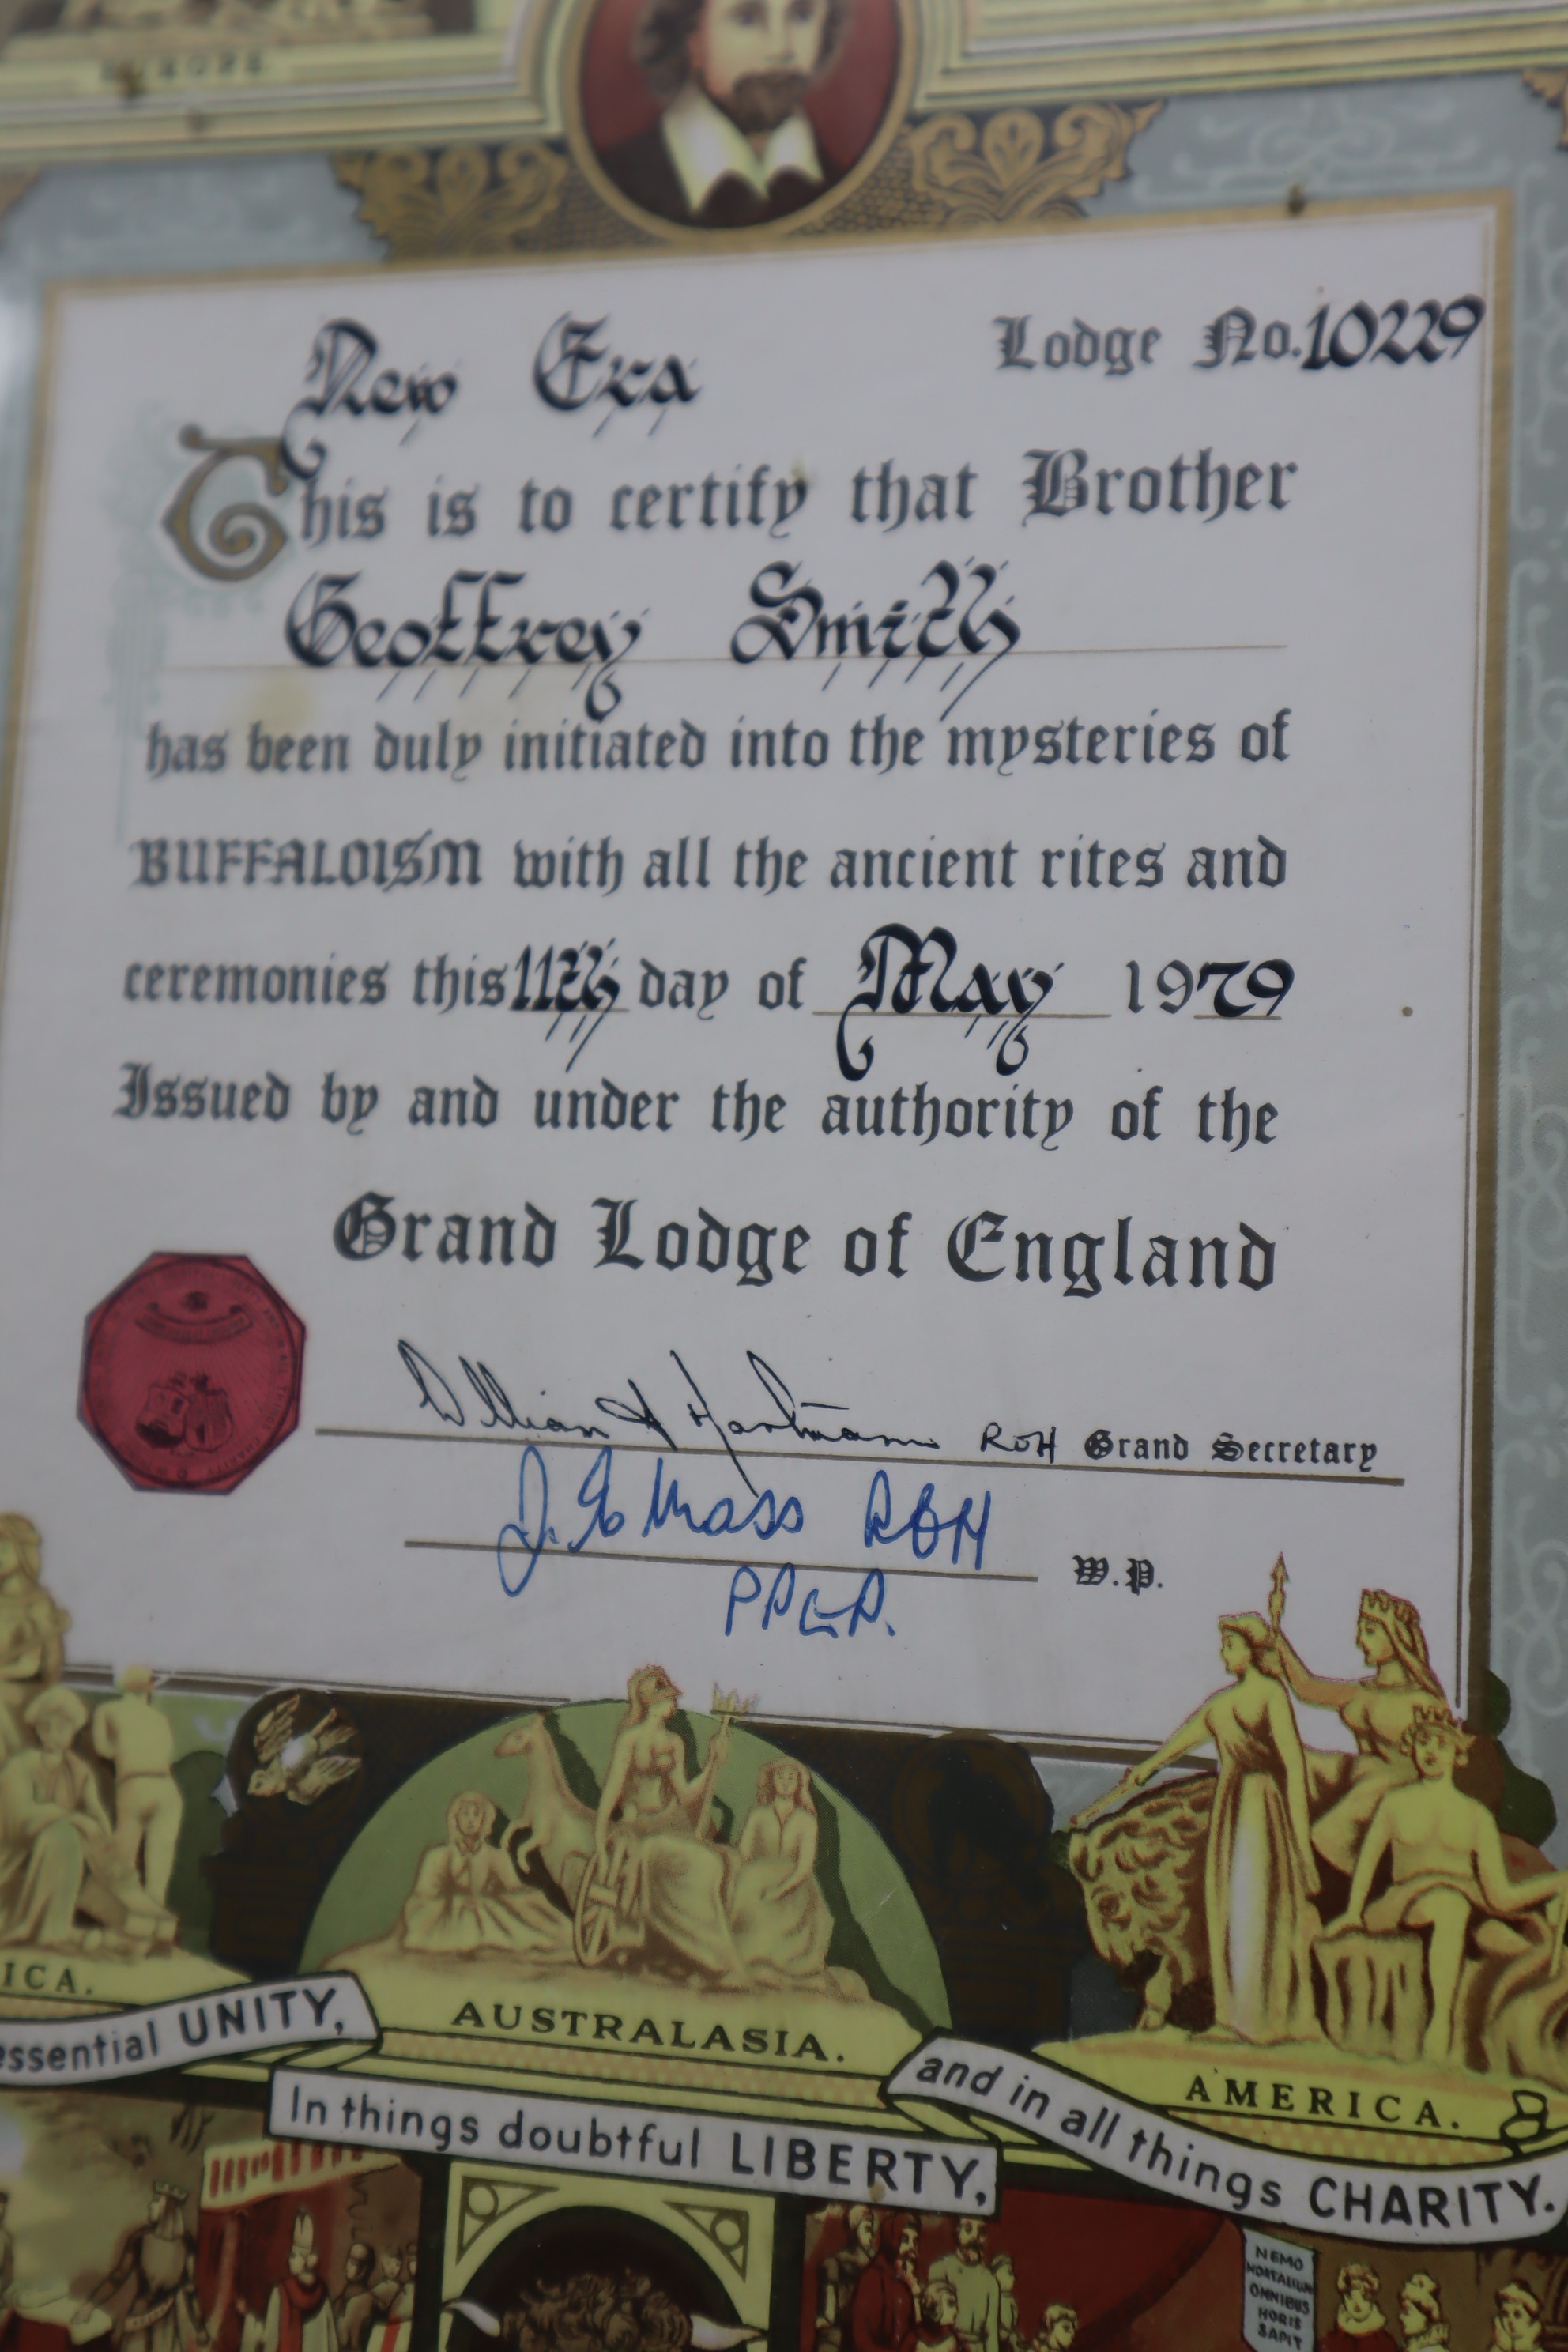 New Era Lodge No. 10229
This is to certify that Brother
Geoffrey Smith
has been duly initiated into the mysteries of
BUFFALOISM with all the ancient rites and
ceremonies this 11th day of May 1979
Issued by and under the authority of the
Grand Lodge of England
William H Hartmann ROH Grand Secretary
ROH W.P.
ICA. AUSTRALASIA. AMERICA.
essential UNITY,
In things doubtful LIBERTY,
and in all things CHARITY.
NEMO
MORTALIUM
OMNIBUS
HORIS
SAPIT